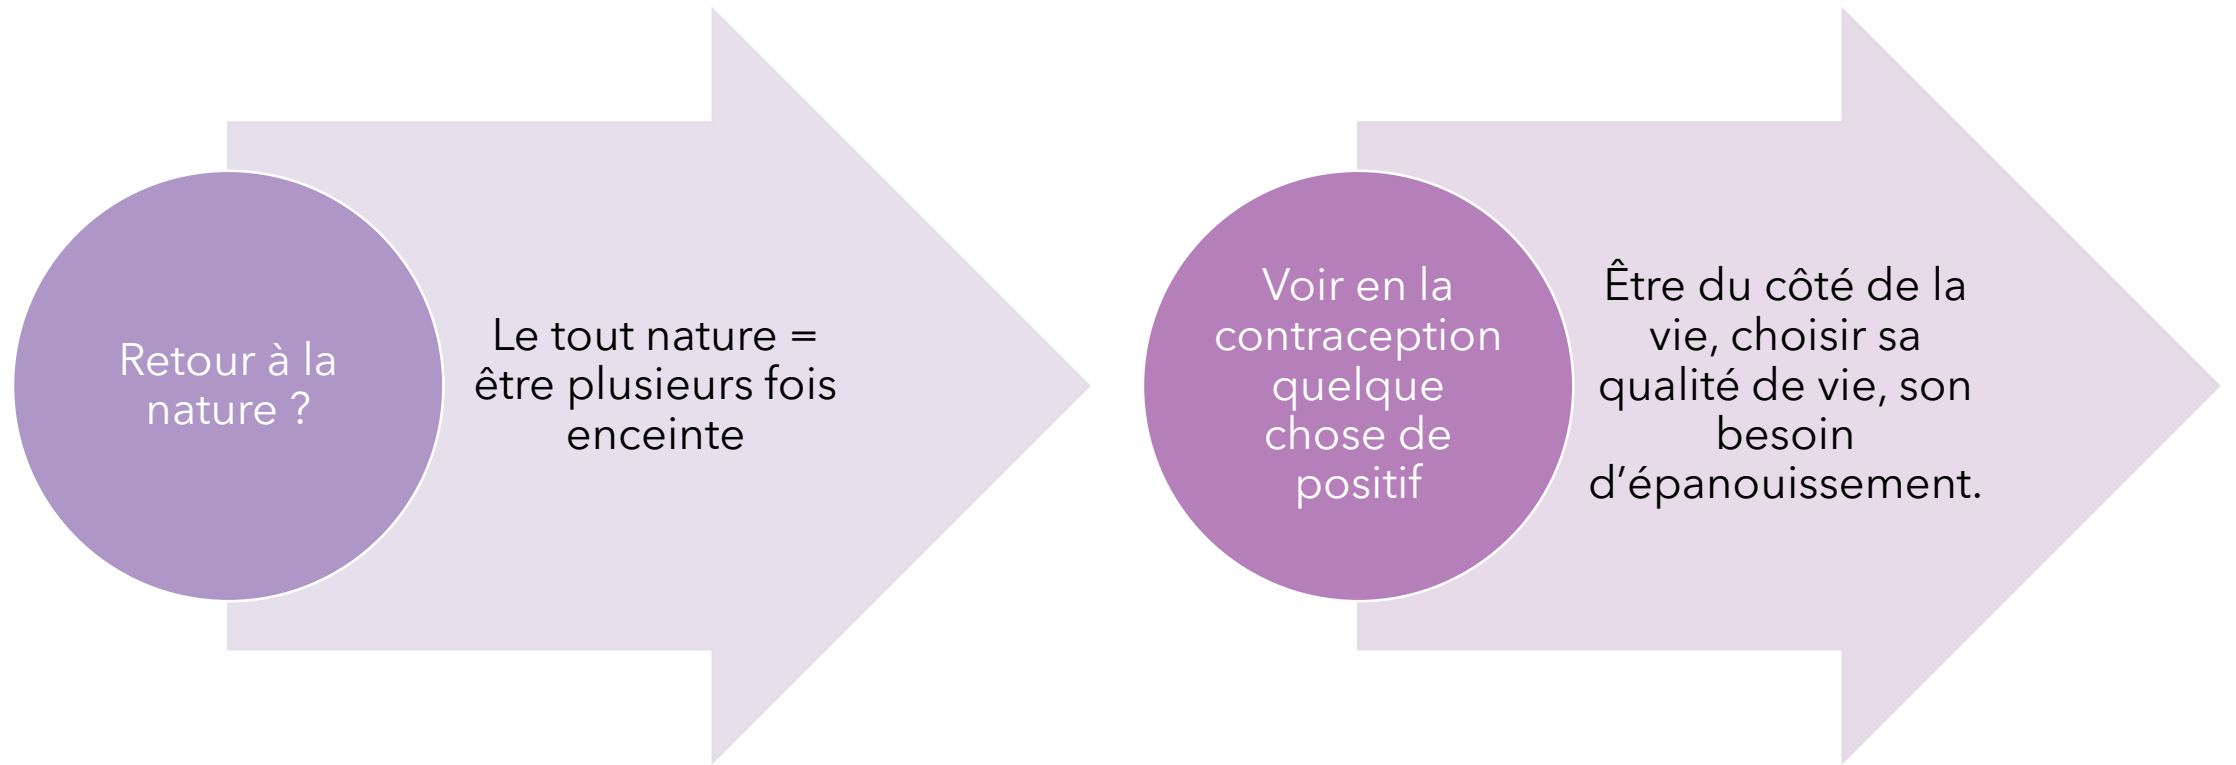 Retour à la
nature ?
Le tout nature =
être plusieurs fois
enceinte
Voir en la
contraception
quelque
chose de
positif
Être du côté de la
vie, choisir sa
qualité de vie, son
besoin
d’épanouissement.